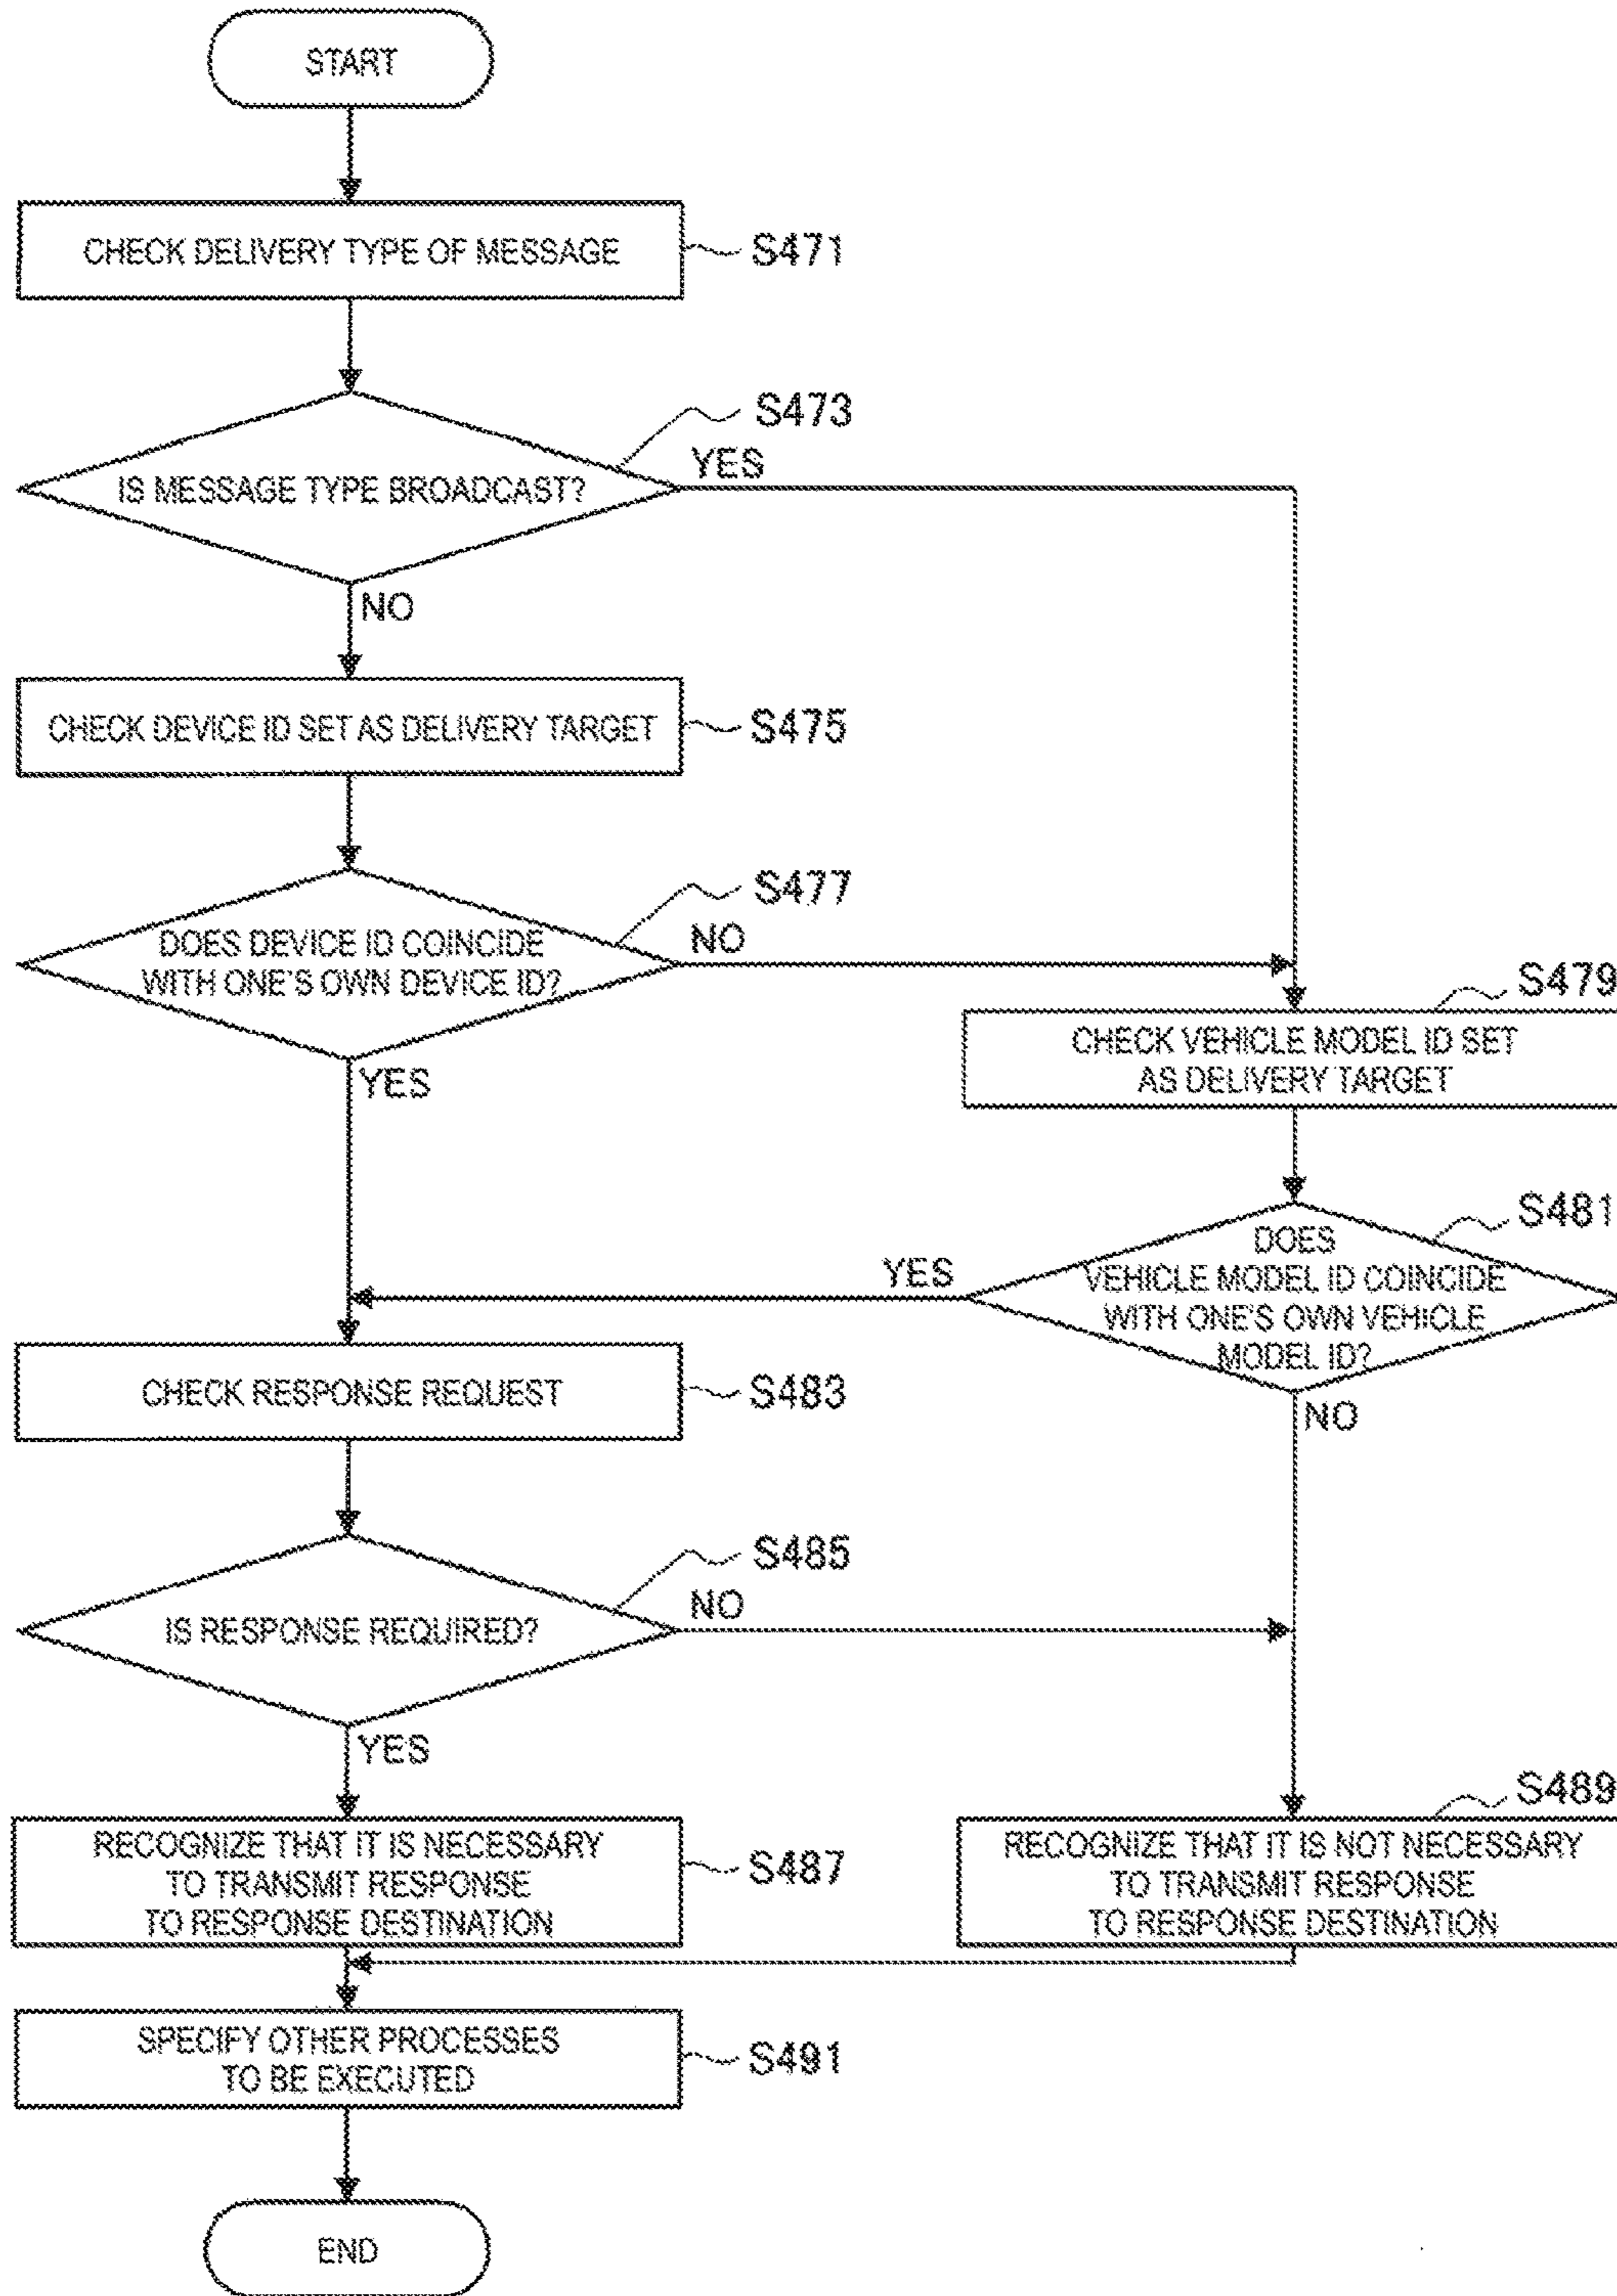 START
CHECK DELIVERY TYPE OF MESSAGE
S471
S473
IS MESSAGE TYPE BROADCAST?
YES
NO
CHECK DEVICE ID SET AS DELIVERY TARGET
S475
S477
DOES DEVICE ID COINCIDE
WITH ONE'S OWN DEVICE ID?
NO
YES
S479
CHECK VEHICLE MODEL ID SET
AS DELIVERY TARGET
S481
DOES
VEHICLE MODEL ID COINCIDE
WITH ONE'S OWN VEHICLE
MODEL ID?
YES
NO
CHECK RESPONSE REQUEST
S483
S485
IS RESPONSE REQUIRED?
NO
YES
RECOGNIZE THAT IT IS NECESSARY
TO TRANSMIT RESPONSE
TO RESPONSE DESTINATION
S487
S489
RECOGNIZE THAT IT IS NOT NECESSARY
TO TRANSMIT RESPONSE
TO RESPONSE DESTINATION
SPECIFY OTHER PROCESSES
TO BE EXECUTED
S491
END